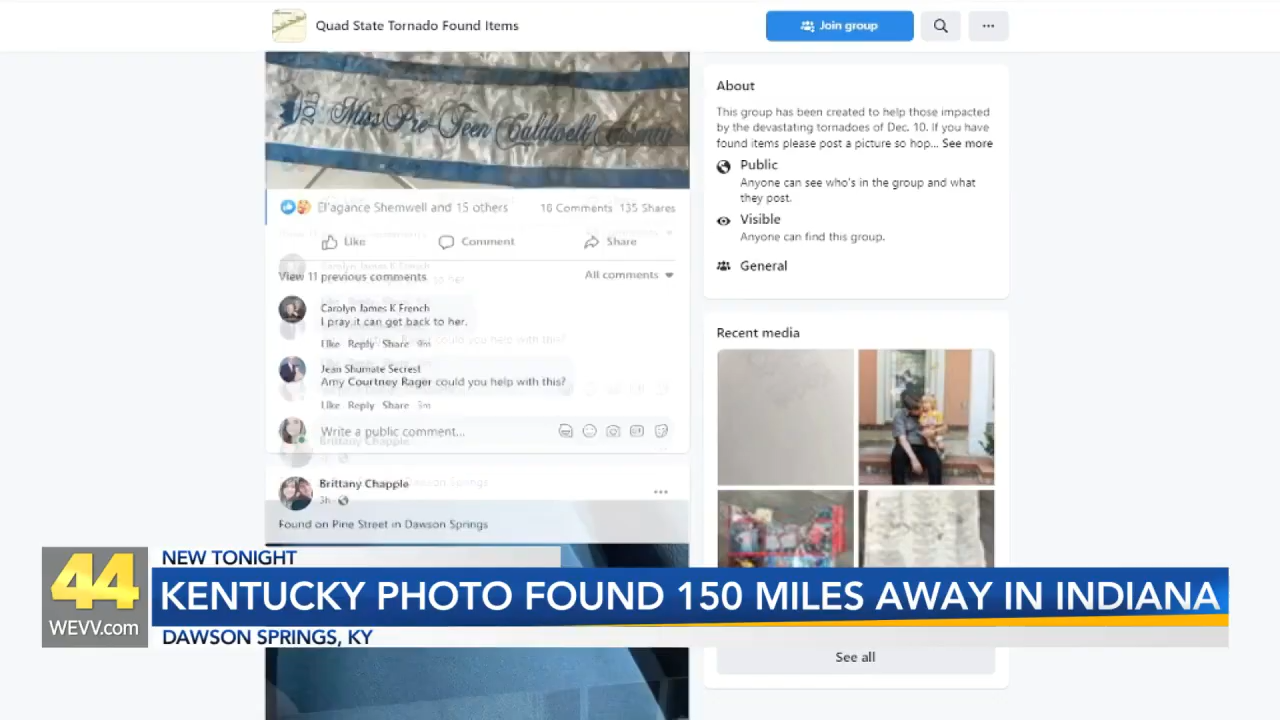 Quad State Tornado Found Items
Join group
Miss Pre-Teen Caldwell County
El'agance Shemwell and 15 others
16 Comments 135 Shares
Like
Comment
Share
View 11 previous comments
All comments
Carolyn James K French
I pray it can get back to her.
Like Reply Share 9m
Jean Shumate Secrest
Amy Courtney Rager could you help with this?
Like Reply Share 3m
Write a public comment...
Brittany Chapple
3h
Found on Pine Street in Dawson Springs
About
This group has been created to help those impacted
by the devastating tornadoes of Dec. 10. If you have
found items please post a picture so hop... See more
Public
Anyone can see who's in the group and what
they post.
Visible
Anyone can find this group.
General
Recent media
See all
44
WEVV.com
NEW TONIGHT
KENTUCKY PHOTO FOUND 150 MILES AWAY IN INDIANA
DAWSON SPRINGS, KY